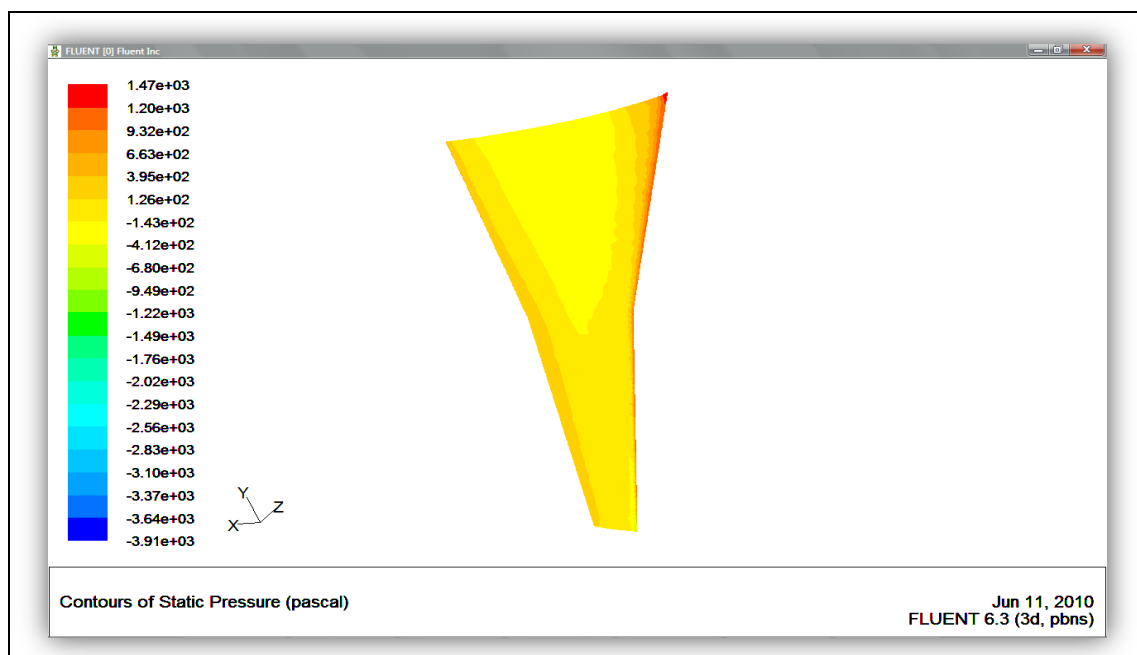 FLUENT [0] Fluent Inc
1.47e+03
1.20e+03
9.32e+02
6.63e+02
3.95e+02
1.26e+02
-1.43e+02
-4.12e+02
-6.80e+02
-9.49e+02
-1.22e+03
-1.49e+03
-1.76e+03
-2.02e+03
-2.29e+03
-2.56e+03
-2.83e+03
-3.10e+03
-3.37e+03
-3.64e+03
-3.91e+03
Y
Z
X
Contours of Static Pressure (pascal)
Jun 11, 2010
FLUENT 6.3 (3d, pbns)